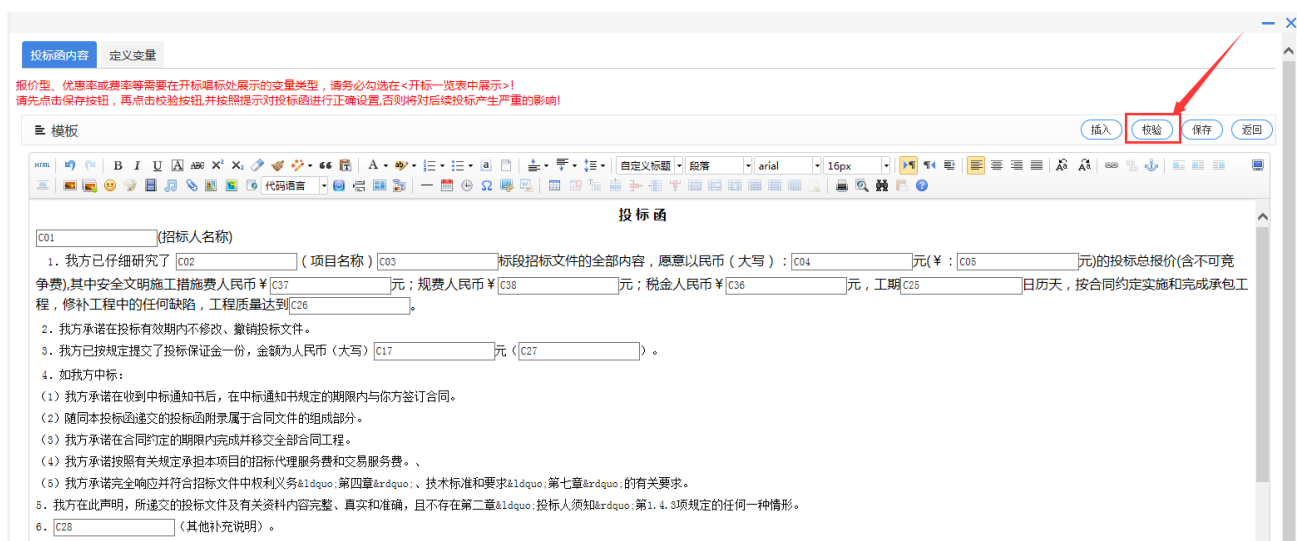 投标函内容 定义变量
报价型、优惠率或费率等需要在开标唱标处展示的变量类型，请务必勾选在<开标一览表中展示>!
请先点击保存按钮，再点击校验按钮,并按照提示对投标函进行正确设置,否则将对后续投标产生严重的影响!
模板 插入 校验 保存 返回
HTML B I U A ABC X² X₂ 66 A a 自定义标题 段落 arial 16px
代码语言 Ω
投标函
C01 (招标人名称)
1. 我方已仔细研究了 C02 （项目名称）C03 标段招标文件的全部内容，愿意以民币（大写）：C04 元(￥：C05 元)的投标总报价(含不可竞
争费),其中安全文明施工措施费人民币￥C37 元；规费人民币￥C38 元；税金人民币￥C36 元，工期C25 日历天，按合同约定实施和完成承包工
程，修补工程中的任何缺陷，工程质量达到C26 。
2. 我方承诺在投标有效期内不修改、撤销投标文件。
3. 我方已按规定提交了投标保证金一份，金额为人民币（大写）C17 元（C27 ）。
4. 如我方中标：
（1）我方承诺在收到中标通知书后，在中标通知书规定的期限内与你方签订合同。
（2）随同本投标函递交的投标函附录属于合同文件的组成部分。
（3）我方承诺在合同约定的期限内完成并移交全部合同工程。
（4）我方承诺按照有关规定承担本项目的招标代理服务费和交易服务费。、
（5）我方承诺完全响应并符合招标文件中权利义务&ldquo;第四章&rdquo;、技术标准和要求&ldquo;第七章&rdquo;的有关要求。
5. 我方在此声明，所递交的投标文件及有关资料内容完整、真实和准确，且不存在第二章&ldquo;投标人须知&rdquo;第1.4.3项规定的任何一种情形。
6. C28 （其他补充说明）。